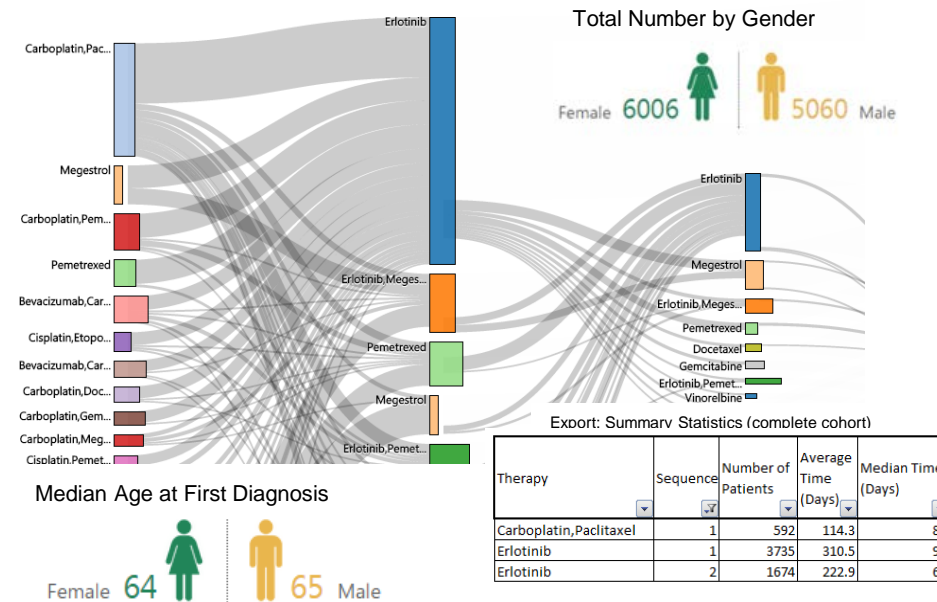 Erlotinib
Carboplatin,Pac...
Megestrol
Carboplatin,Pem...
Pemetrexed
Bevacizumab,Car...
Cisplatin,Etopo...
Bevacizumab,Car...
Carboplatin,Doc...
Carboplatin,Gem...
Carboplatin,Meg...
Cisplatin,Pemet...
Erlotinib,Meges...
Pemetrexed
Megestrol
Erlotinib,Pemet...
Total Number by Gender
Female 6006
5060 Male
Erlotinib
Megestrol
Erlotinib,Meges...
Pemetrexed
Docetaxel
Gemcitabine
Erlotinib,Pemet...
Vinorelbine
Export: Summary Statistics (complete cohort)
Therapy Sequence Number of Patients Average Time (Days) Median Time (Days)
Carboplatin,Paclitaxel 1 592 114.3
Erlotinib 1 3735 310.5
Erlotinib 2 1674 222.9
Median Age at First Diagnosis
Female 64
65 Male